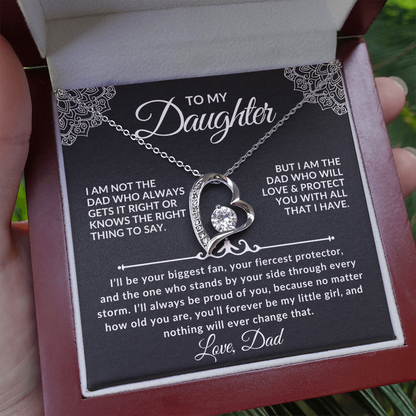 TO MY
Daughter
I AM NOT THE
DAD WHO ALWAYS
GETS IT RIGHT OR
KNOWS THE RIGHT
THING TO SAY.
BUT I AM THE
DAD WHO WILL
LOVE & PROTECT
YOU WITH ALL
THAT I HAVE.
I'll be your biggest fan, your fiercest protector,
and the one who stands by your side through every
storm. I'll always be proud of you, because no matter
how old you are, you'll forever be my little girl, and
nothing will ever change that.
Love, Dad